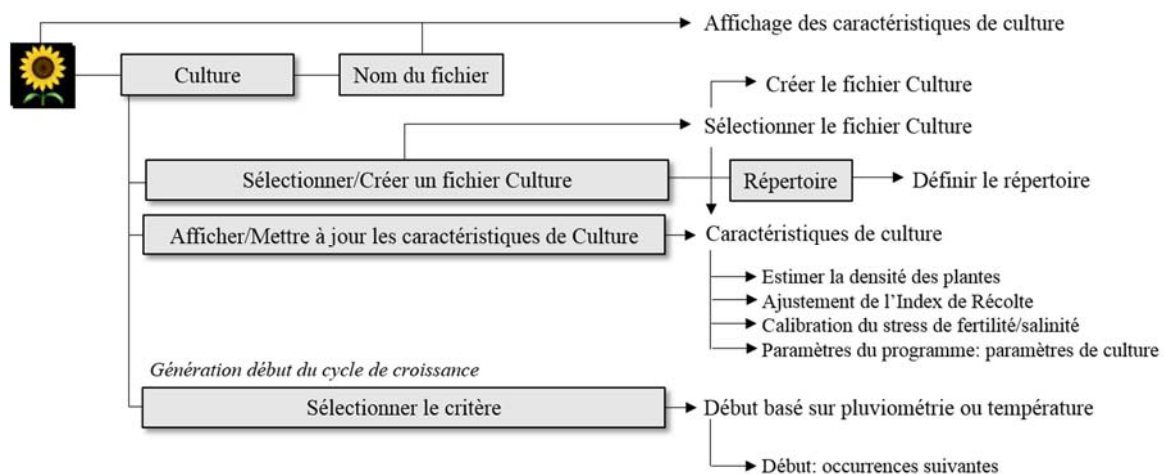 Affichage des caractéristiques de culture
Culture
Nom du fichier
Créer le fichier Culture
Sélectionner le fichier Culture
Sélectionner/Créer un fichier Culture
Répertoire
Définir le répertoire
Afficher/Mettre à jour les caractéristiques de Culture
Caractéristiques de culture
Estimer la densité des plantes
Ajustement de l’Index de Récolte
Calibration du stress de fertilité/salinité
Paramètres du programme: paramètres de culture
Génération début du cycle de croissance
Sélectionner le critère
Début basé sur pluviométrie ou température
Début: occurrences suivantes